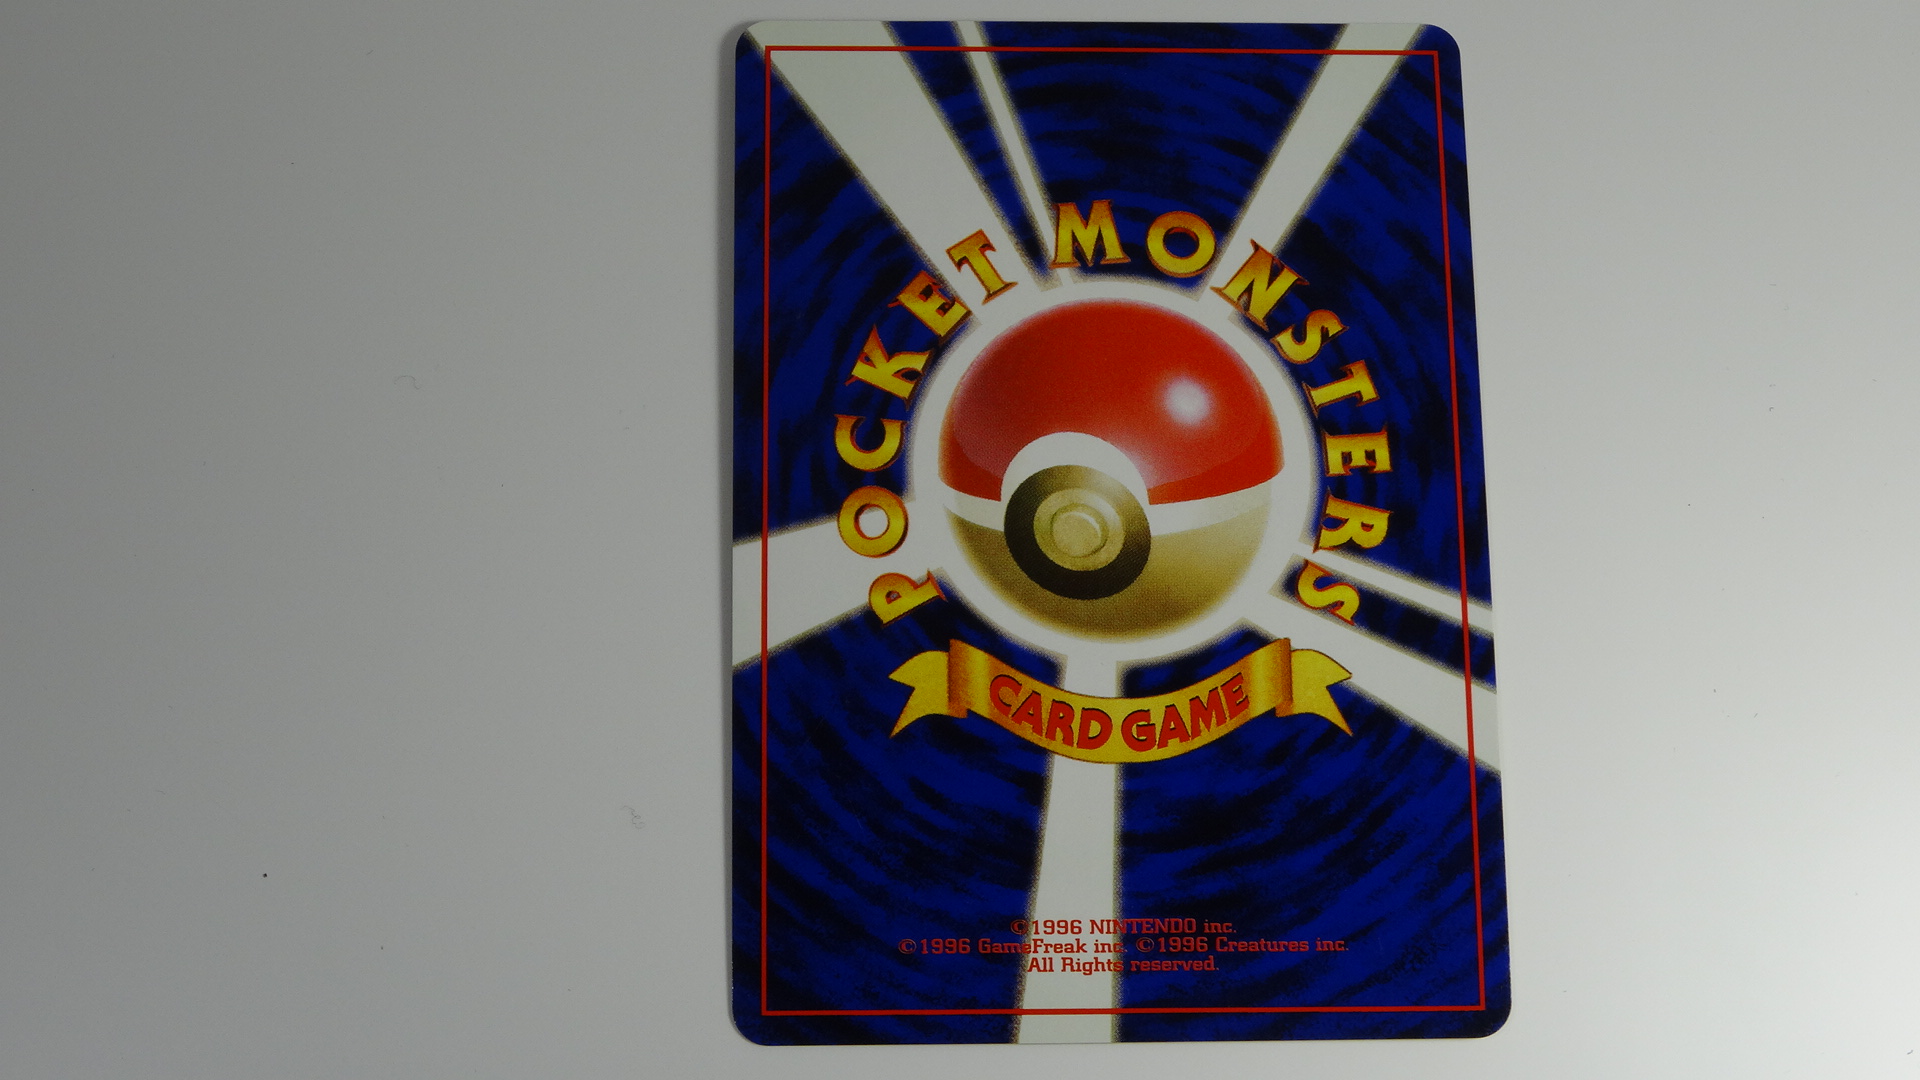 POCKET MONSTERS
CARD GAME
©1996 NINTENDO inc.
©1996 GameFreak inc. ©1996 Creatures inc.
All Rights reserved.